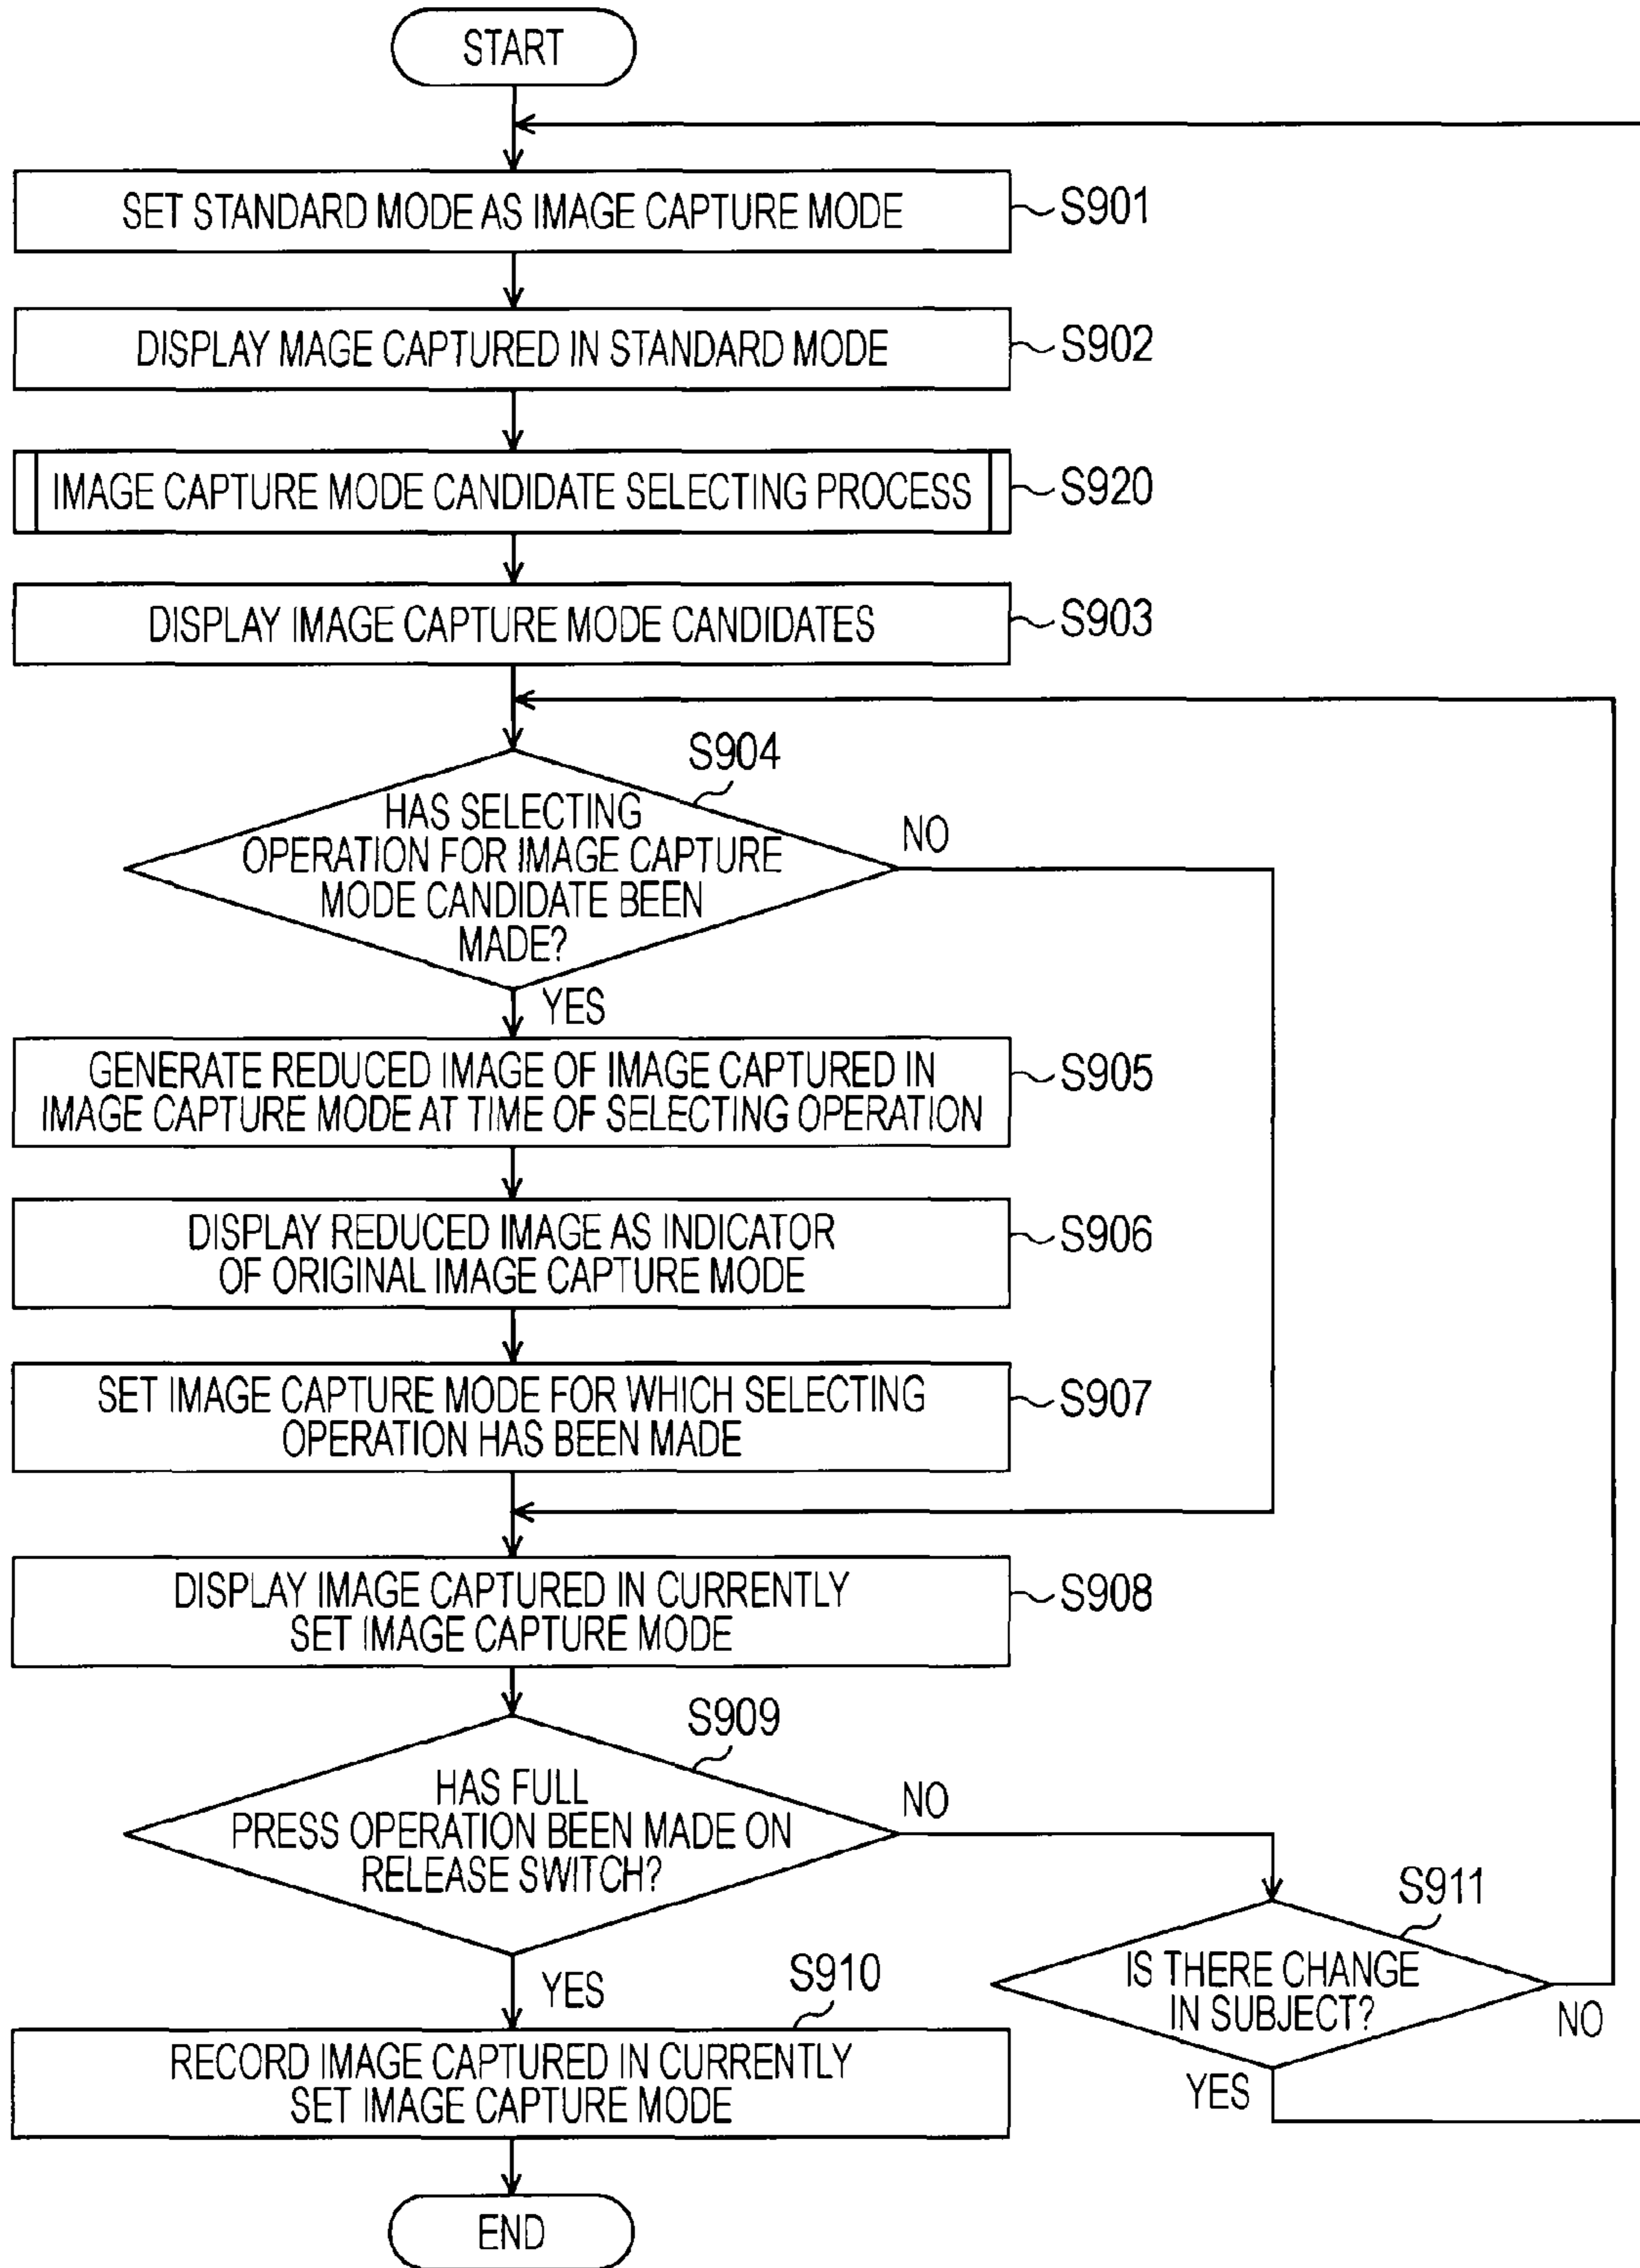 START
SET STANDARD MODE AS IMAGE CAPTURE MODE
S901
DISPLAY MAGE CAPTURED IN STANDARD MODE
S902
IMAGE CAPTURE MODE CANDIDATE SELECTING PROCESS
S920
DISPLAY IMAGE CAPTURE MODE CANDIDATES
S903
S904
HAS SELECTING
OPERATION FOR IMAGE CAPTURE
MODE CANDIDATE BEEN
MADE?
NO
YES
GENERATE REDUCED IMAGE OF IMAGE CAPTURED IN
IMAGE CAPTURE MODE AT TIME OF SELECTING OPERATION
S905
DISPLAY REDUCED IMAGE AS INDICATOR
OF ORIGINAL IMAGE CAPTURE MODE
S906
SET IMAGE CAPTURE MODE FOR WHICH SELECTING
OPERATION HAS BEEN MADE
S907
DISPLAY IMAGE CAPTURED IN CURRENTLY
SET IMAGE CAPTURE MODE
S908
S909
HAS FULL
PRESS OPERATION BEEN MADE ON
RELEASE SWITCH?
NO
YES
S911
IS THERE CHANGE
IN SUBJECT?
NO
YES
S910
RECORD IMAGE CAPTURED IN CURRENTLY
SET IMAGE CAPTURE MODE
END